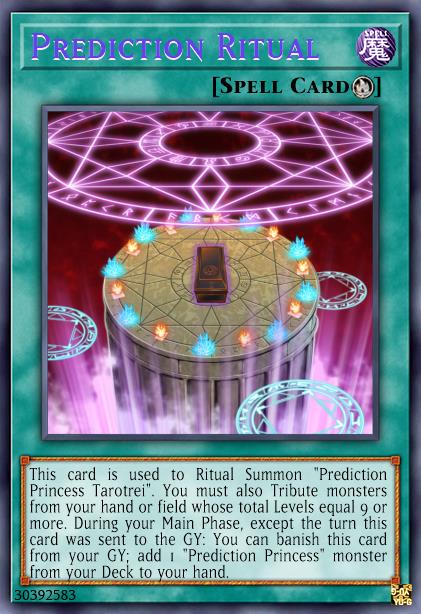 Prediction Ritual
SPELL
魔
[Spell Card]
This card is used to Ritual Summon "Prediction
Princess Tarotrei". You must also Tribute monsters
from your hand or field whose total Levels equal 9 or
more. During your Main Phase, except the turn this
card was sent to the GY: You can banish this card
from your GY; add 1 "Prediction Princess" monster
from your Deck to your hand.
30392583